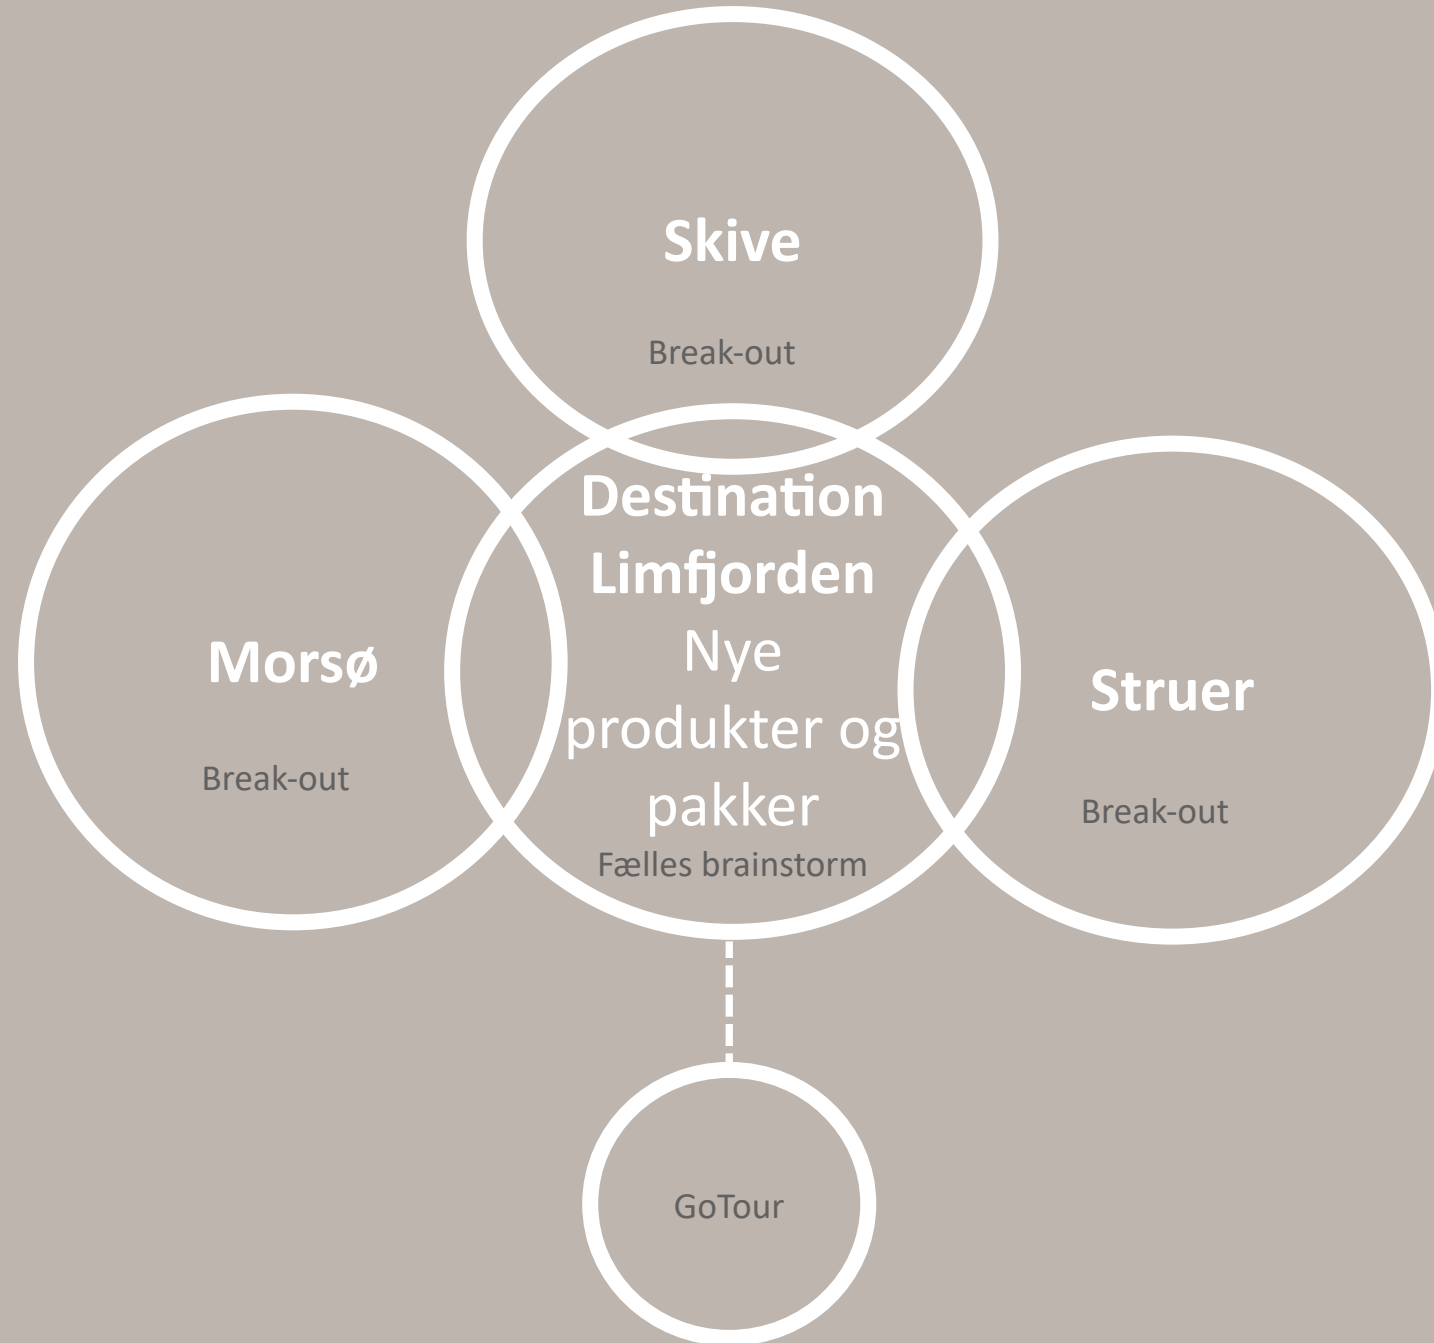 Skive
Break-out
Destination
Limfjorden
Nye
produkter og
pakker
Fælles brainstorm
Morsø
Break-out
Struer
Break-out
GoTour